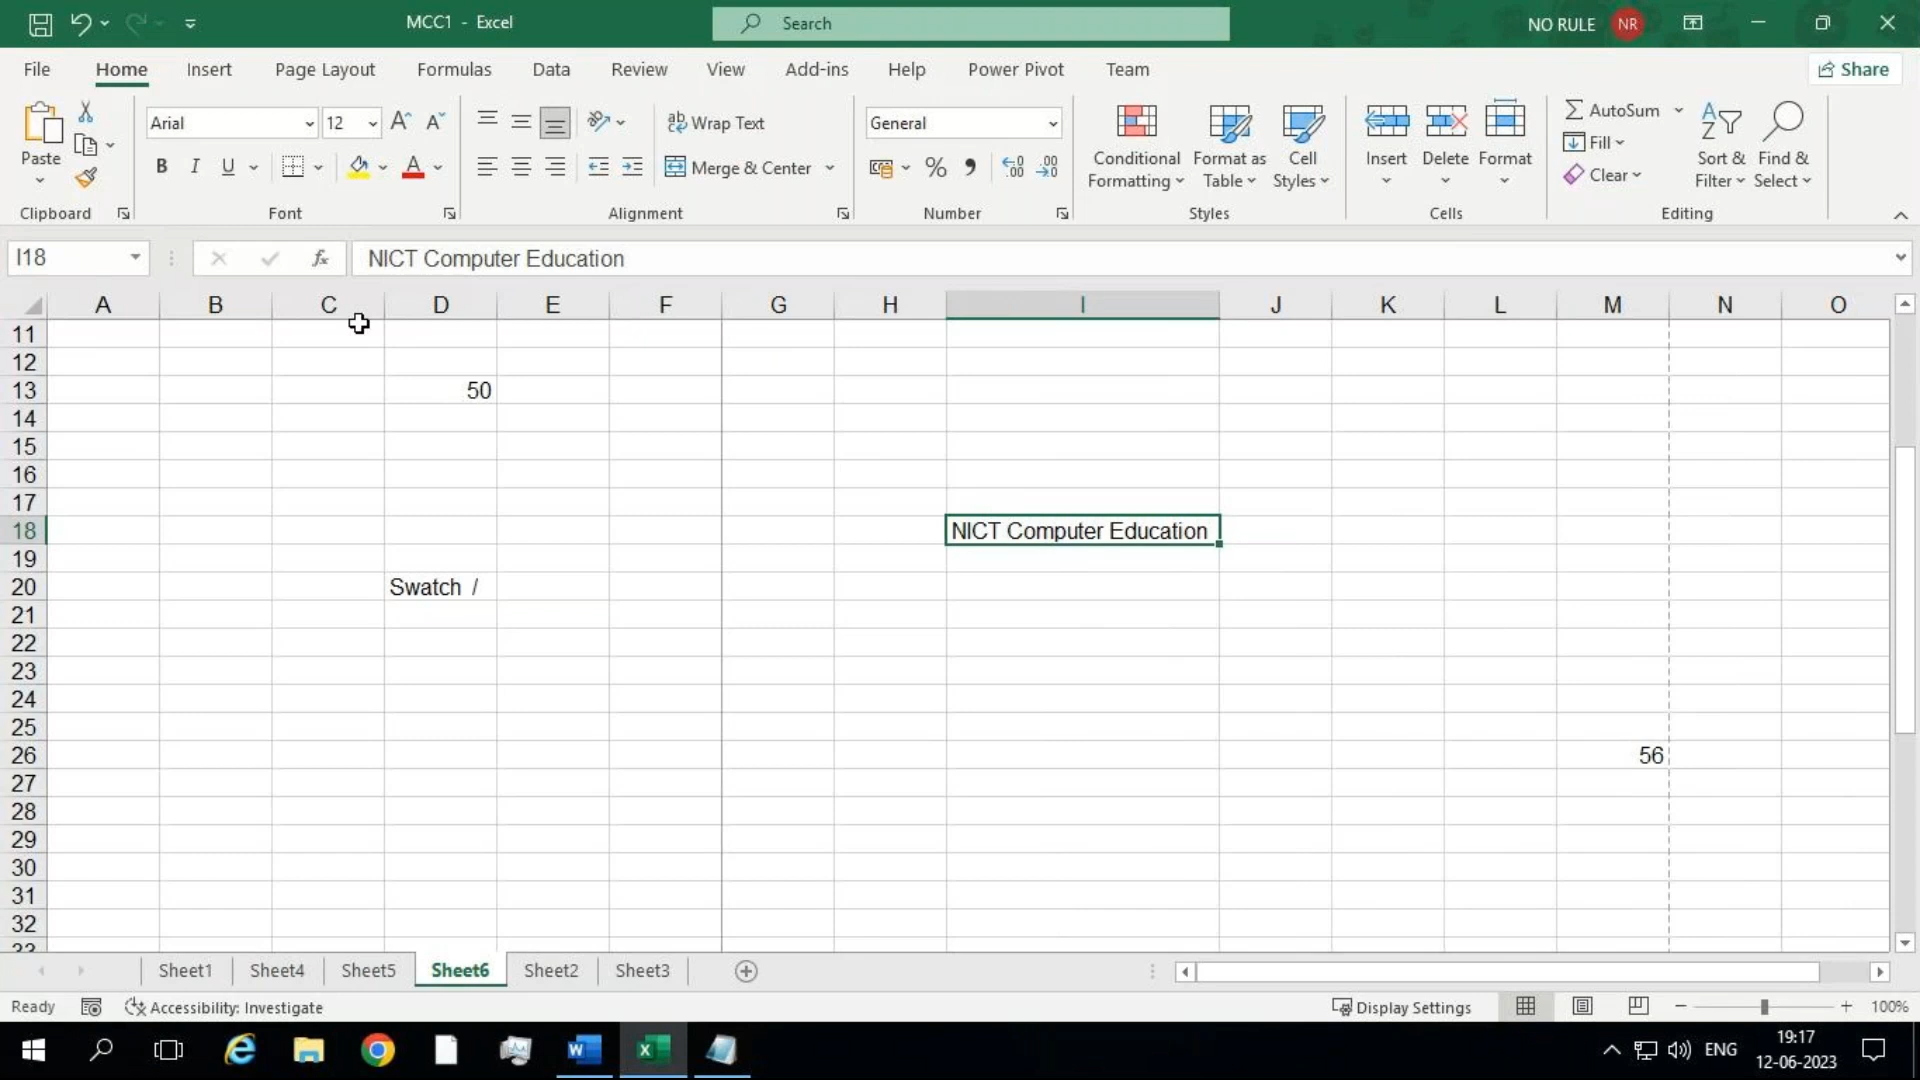 MCC1 - Excel
Search
NO RULE NR
File Home Insert Page Layout Formulas Data Review View Add-ins Help Power Pivot Team Share
Paste
Clipboard
Arial 12 A A
B I U A
Font
ab Wrap Text
Merge & Center
Alignment
General
% , .00 .00
Number
Conditional Formatting
Format as Table
Cell Styles
Styles
Insert Delete Format
Cells
AutoSum
Fill
Clear
Sort & Filter
Find & Select
Editing
I18 fx NICT Computer Education
A B C D E F G H I J K L M N O
11
12
13 50
14
15
16
17
18 NICT Computer Education
19
20 Swatch /
21
22
23
24
25
26 56
27
28
29
30
31
32
33
Sheet1 Sheet4 Sheet5 Sheet6 Sheet2 Sheet3
Ready Accessibility: Investigate Display Settings 100%
ENG 19:17
12-06-2023